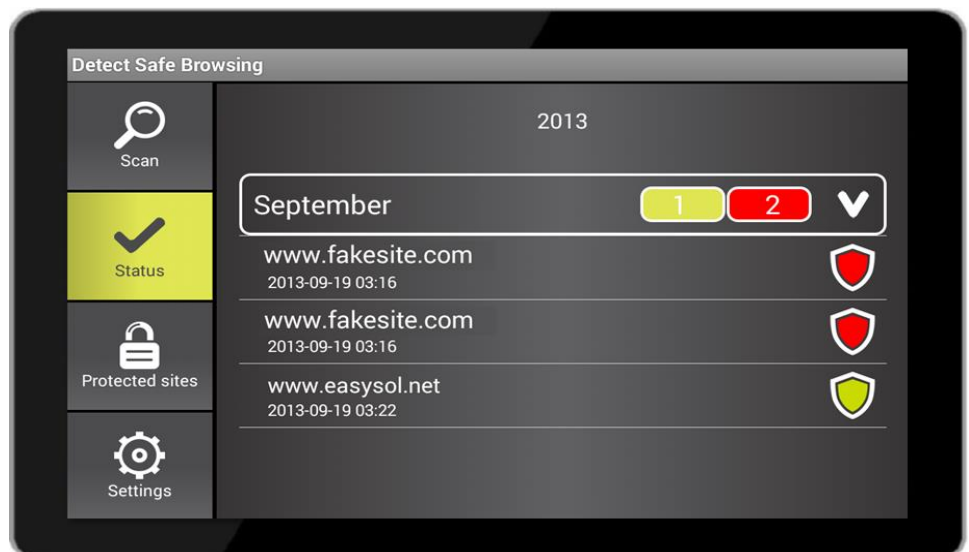 Detect Safe Browsing
Scan
Status
Protected sites
Settings
2013
September 1 2
www.fakesite.com
2013-09-19 03:16
www.fakesite.com
2013-09-19 03:16
www.easysol.net
2013-09-19 03:22